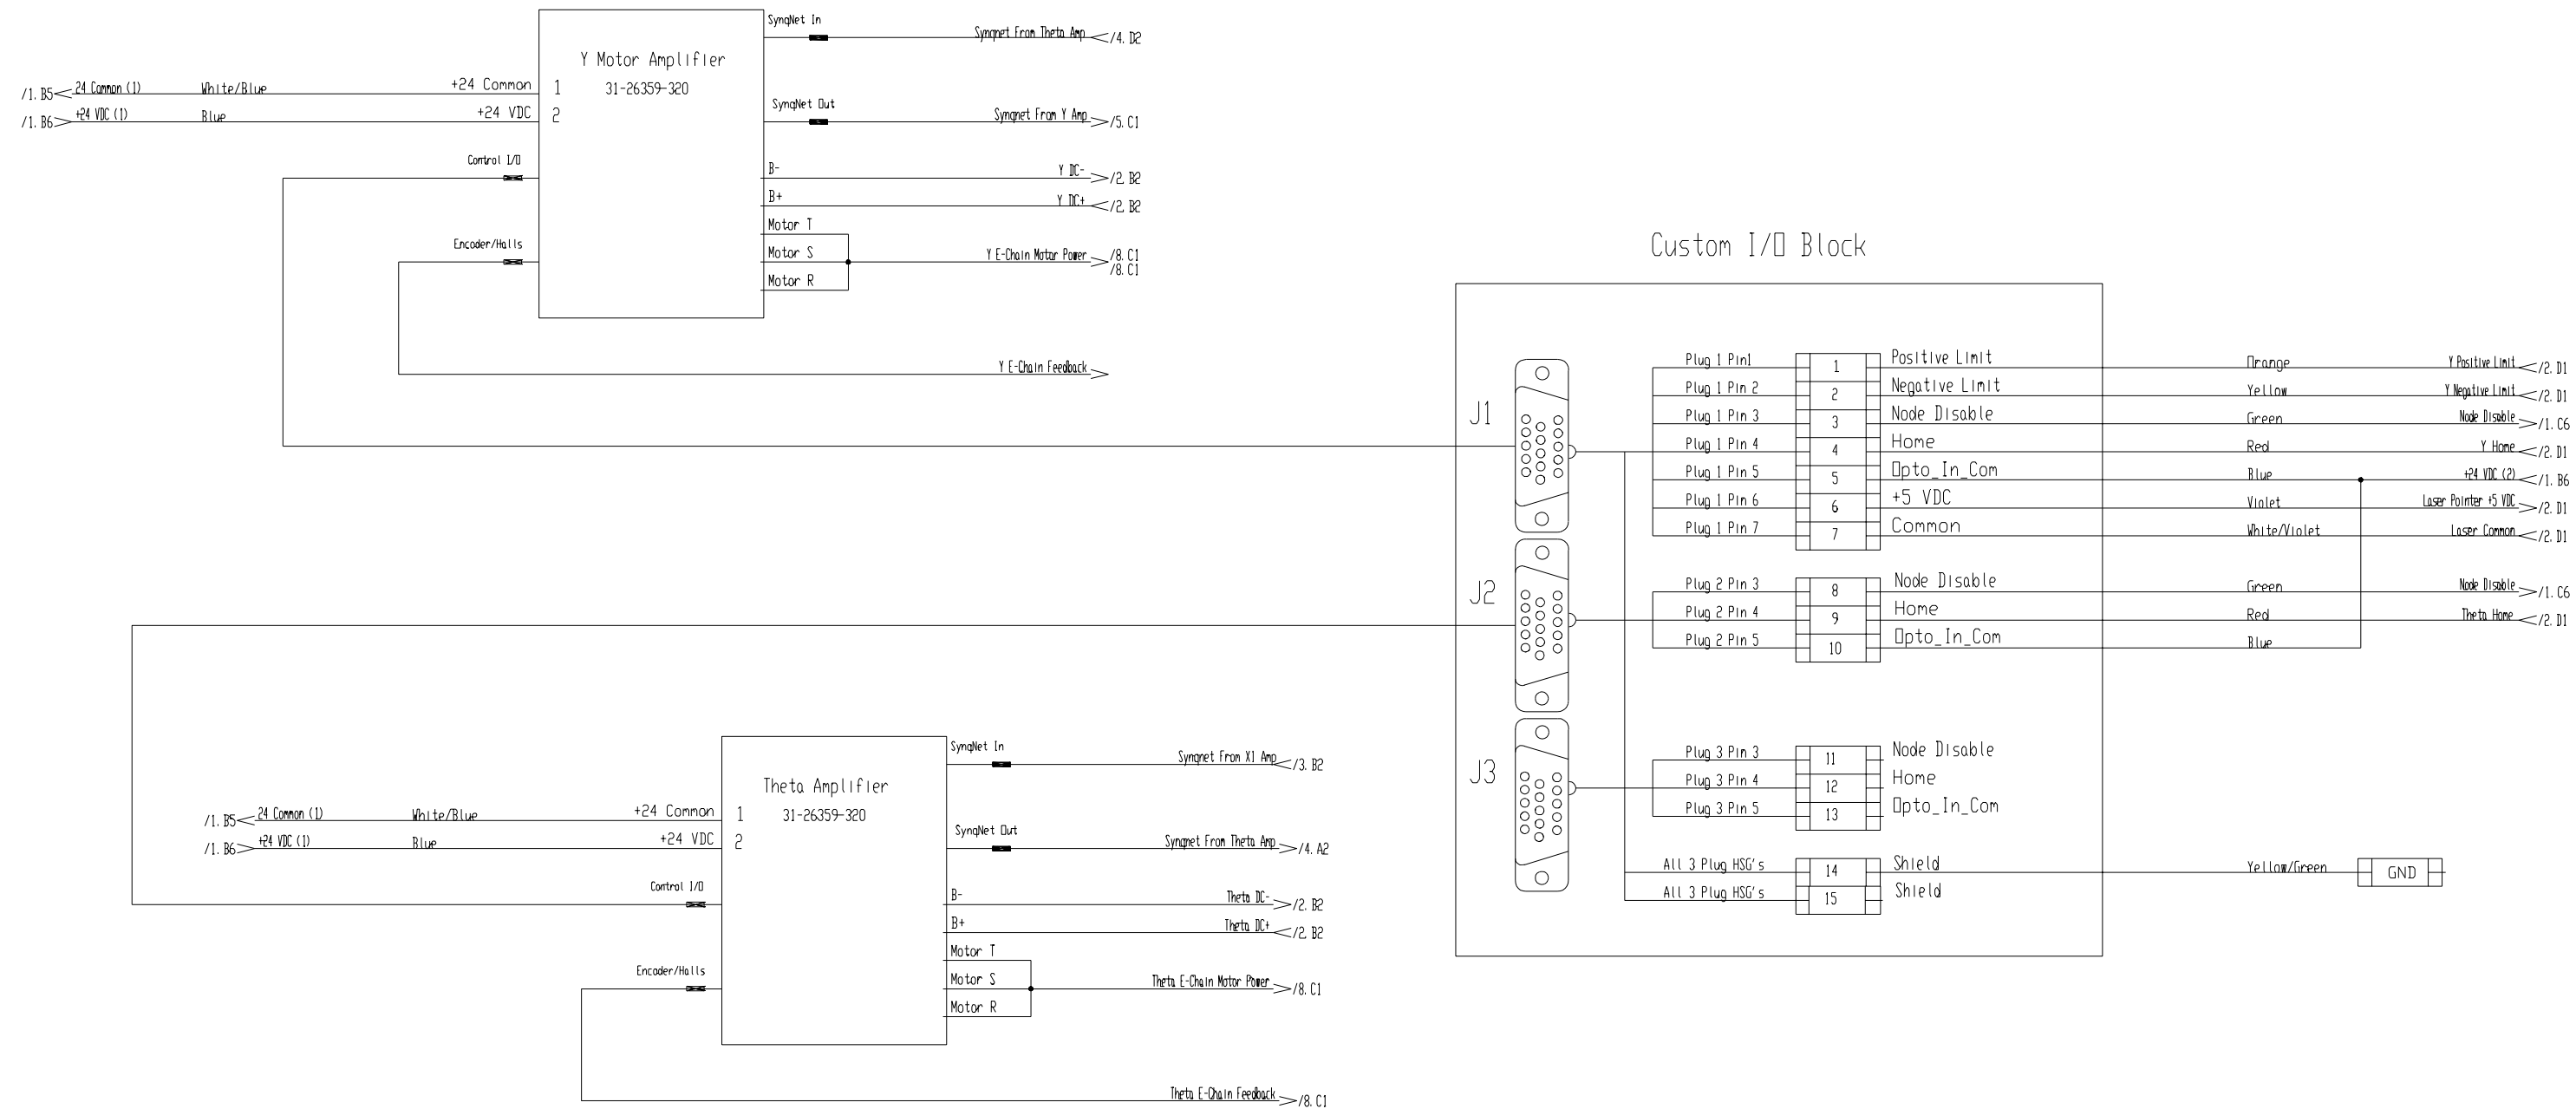 SynqNet In
Synqnet From Theta Amp
/4. D2
Y Motor Amplifier
31-26359-320
/1. B5
24 Common (1)
White/Blue
+24 Common
1
/1. B6
+24 VDC (1)
Blue
+24 VDC
2
SynqNet Out
Synqnet From Y Amp
/5. C1
Control I/O
B-
Y DC-
/2. B2
B+
Y DC+
/2. B2
Motor T
Encoder/Halls
Motor S
Y E-Chain Motor Power
/8. C1
/8. C1
Motor R
Y E-Chain Feedback
Custom I/O Block
J1
Plug 1 Pin1
1
Positive Limit
Orange
Y Positive Limit
/2. D1
Plug 1 Pin 2
2
Negative Limit
Yellow
Y Negative Limit
/2. D1
Plug 1 Pin 3
3
Node Disable
Green
Node Disable
/1. C6
Plug 1 Pin 4
4
Home
Red
Y Home
/2. D1
Plug 1 Pin 5
5
Opto_In_Com
Blue
+24 VDC (2)
/1. B6
Plug 1 Pin 6
6
+5 VDC
Violet
Laser Pointer +5 VDC
/2. D1
Plug 1 Pin 7
7
Common
White/Violet
Laser Common
/2. D1
J2
Plug 2 Pin 3
8
Node Disable
Green
Node Disable
/1. C6
Plug 2 Pin 4
9
Home
Red
Theta Home
/2. D1
Plug 2 Pin 5
10
Opto_In_Com
Blue
J3
Plug 3 Pin 3
11
Node Disable
Plug 3 Pin 4
12
Home
Plug 3 Pin 5
13
Opto_In_Com
All 3 Plug HSG's
14
Shield
Yellow/Green
GND
All 3 Plug HSG's
15
Shield
SynqNet In
Synqnet From X1 Amp
/3. B2
Theta Amplifier
31-26359-320
/1. B5
24 Common (1)
White/Blue
+24 Common
1
/1. B6
+24 VDC (1)
Blue
+24 VDC
2
SynqNet Out
Synqnet From Theta Amp
/4. A2
Control I/O
B-
Theta DC-
/2. B2
B+
Theta DC+
/2. B2
Motor T
Encoder/Halls
Motor S
Theta E-Chain Motor Power
/8. C1
Motor R
Theta E-Chain Feedback
/8. C1